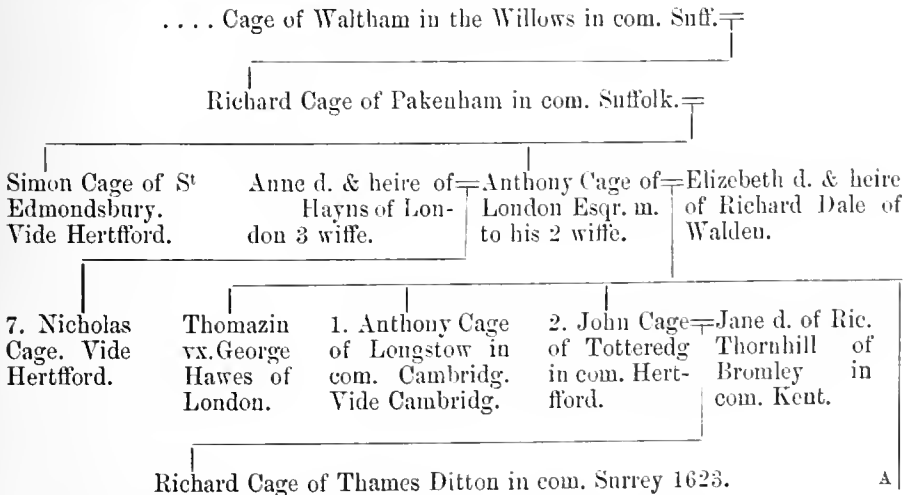 .... Cage of Waltham in the Willows in com. Suff.
Richard Cage of Pakenham in com. Suffolk.
Simon Cage of St
Edmondsbury.
Vide Hertfford.
Anne d. & heire of
Hayns of Lon-
don 3 wiffe.
Anthony Cage of
London Esqr. m.
to his 2 wiffe.
Elizebeth d. & heire
of Richard Dale of
Walden.
7. Nicholas
Cage. Vide
Hertfford.
Thomazin
vx. George
Hawes of
London.
1. Anthony Cage
of Longstow in
com. Cambridg.
Vide Cambridg.
2. John Cage
of Totteredg
in com. Hert-
fford.
Jane d. of Ric.
Thornhill of
Bromley in
com. Kent.
Richard Cage of Thames Ditton in com. Surrey 1623.
A